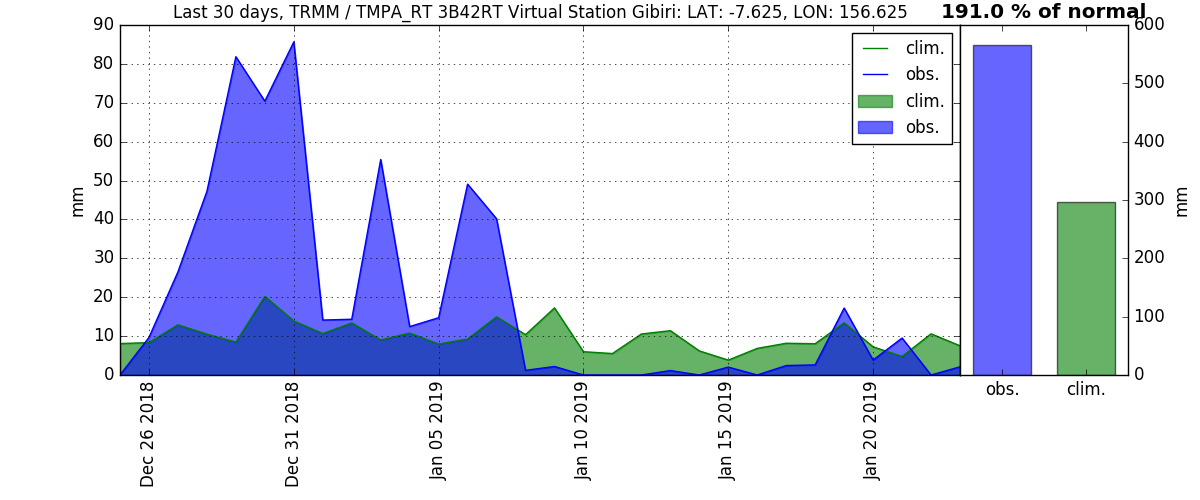 Last 30 days, TRMM / TMPA_RT 3B42RT Virtual Station Gibiri: LAT: -7.625, LON: 156.625
191.0 % of normal
90
80
70
60
50
40
30
20
10
0
mm
clim.
obs.
clim.
obs.
Dec 26 2018
Dec 31 2018
Jan 05 2019
Jan 10 2019
Jan 15 2019
Jan 20 2019
600
500
400
300
200
100
0
mm
obs.
clim.